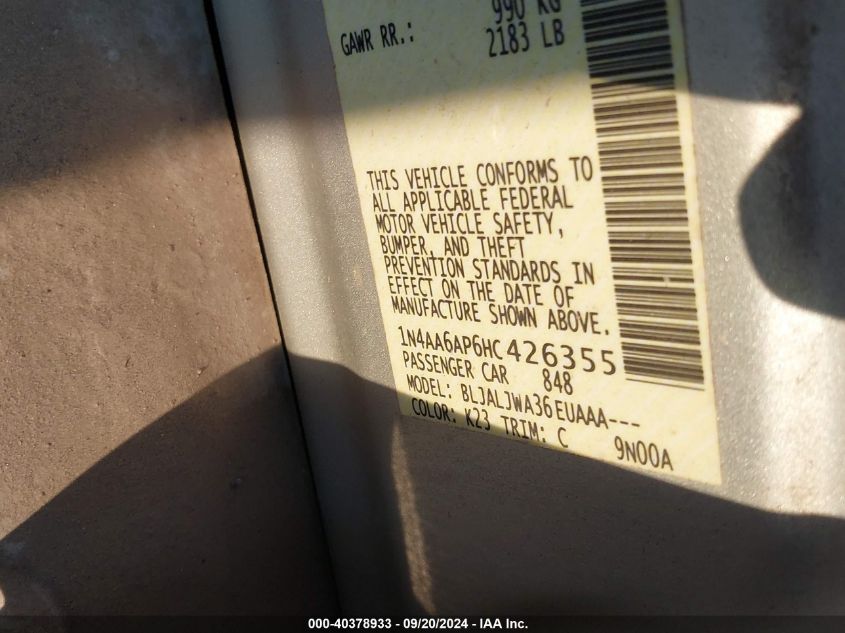 990 KG
GAWR RR.: 2183 LB
THIS VEHICLE CONFORMS TO
ALL APPLICABLE FEDERAL
MOTOR VEHICLE SAFETY,
BUMPER, AND THEFT
PREVENTION STANDARDS IN
EFFECT ON THE DATE OF
MANUFACTURE SHOWN ABOVE.
1N4AA6AP6HC426355
PASSENGER CAR 848
MODEL: BLJALJWA36EUAAA---
COLOR: K23 TRIM: C 9N00A
000-40378933 - 09/20/2024 - IAA Inc.